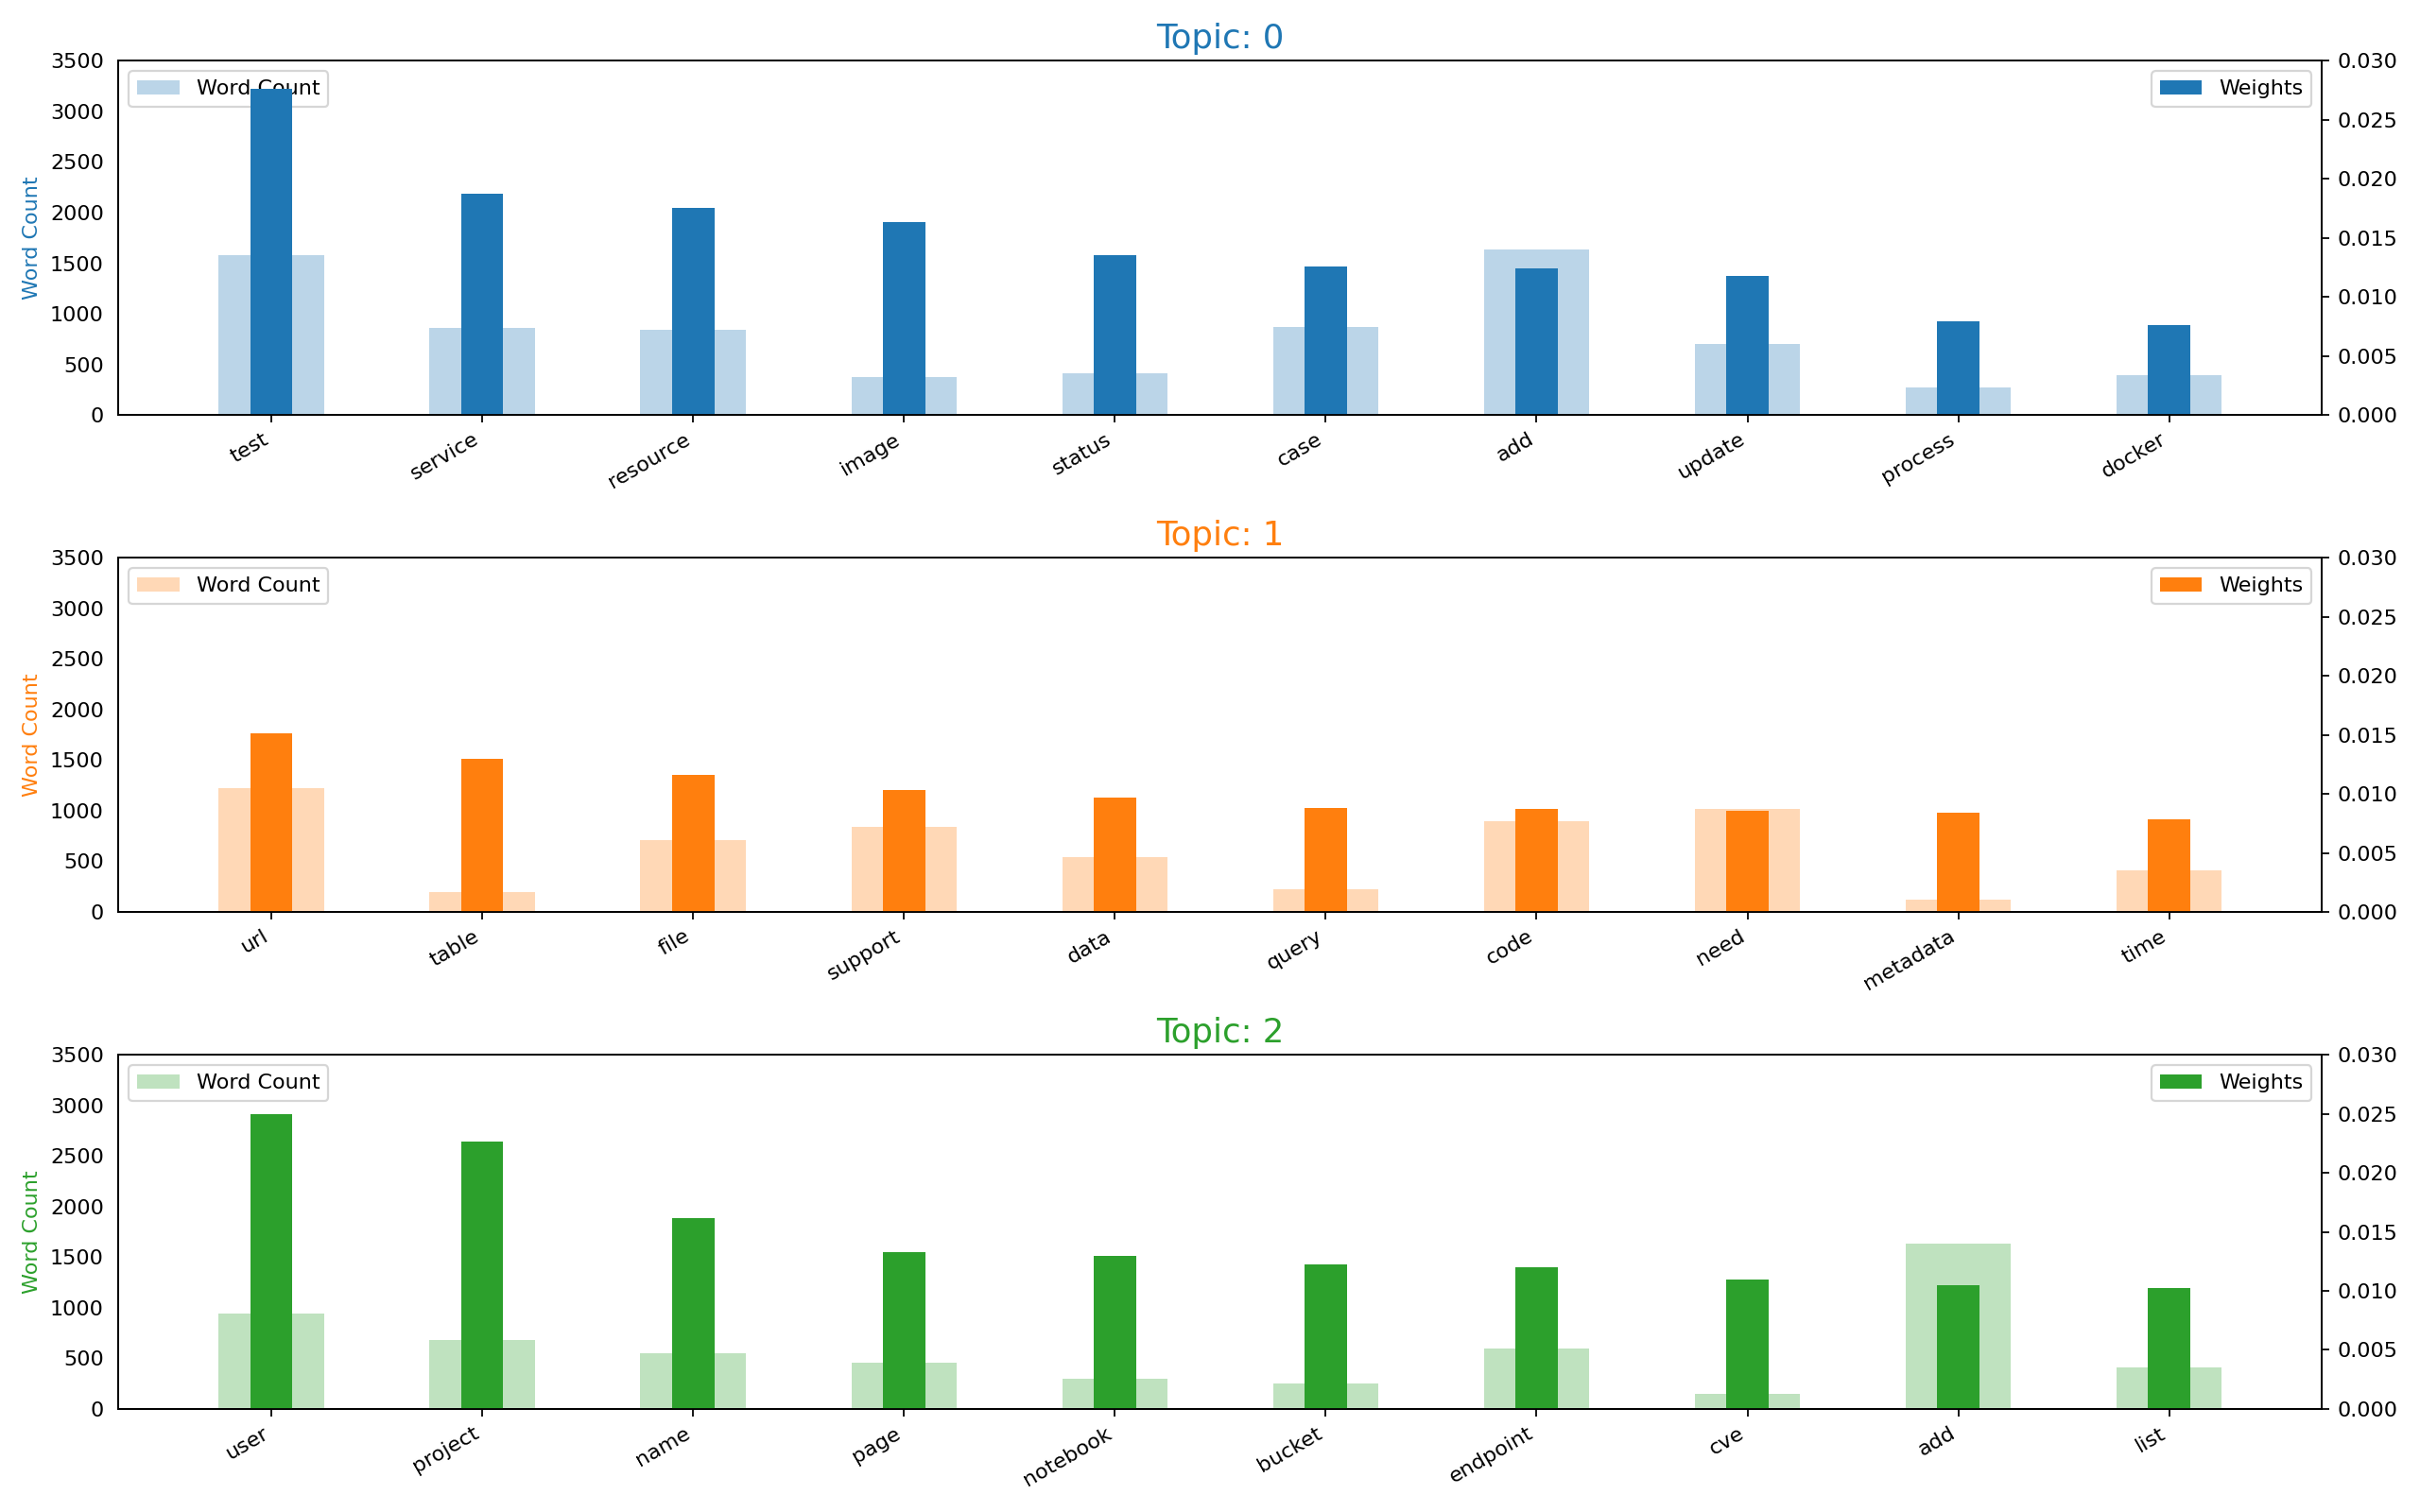 Topic: 0
3500
3000
2500
2000
1500
1000
500
0
Word Count
Word Count
Weights
0.030
0.025
0.020
0.015
0.010
0.005
0.000
test
service
resource
image
status
case
add
update
process
docker
Topic: 1
3500
3000
2500
2000
1500
1000
500
0
Word Count
Word Count
Weights
0.030
0.025
0.020
0.015
0.010
0.005
0.000
url
table
file
support
data
query
code
need
metadata
time
Topic: 2
3500
3000
2500
2000
1500
1000
500
0
Word Count
Word Count
Weights
0.030
0.025
0.020
0.015
0.010
0.005
0.000
user
project
name
page
notebook
bucket
endpoint
cve
add
list